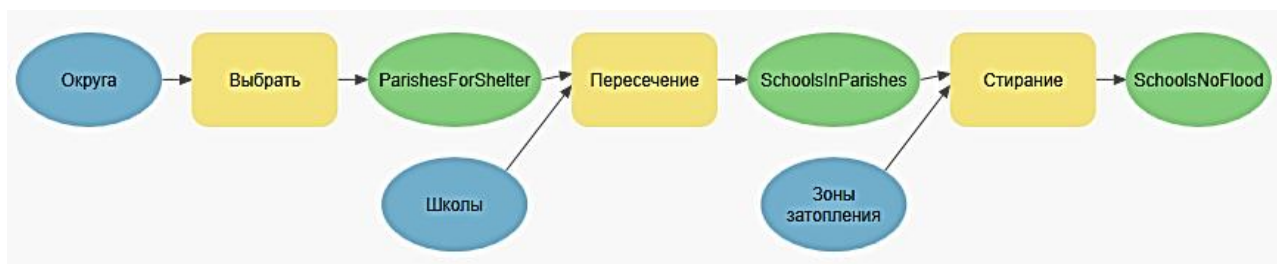 Округа
Выбрать
ParishesForShelter
Пересечение
SchoolsInParishes
Стирание
SchoolsNoFlood
Школы
Зоны
затопления